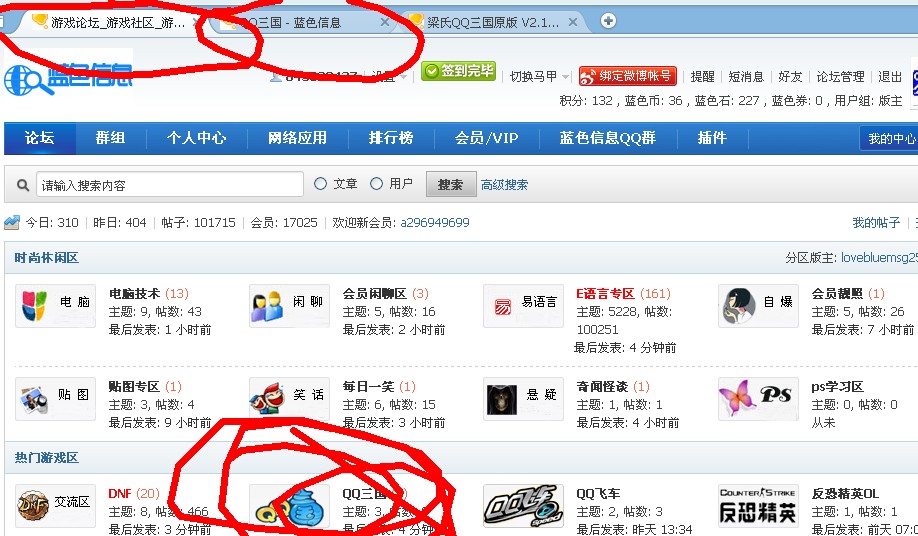 游戏论坛_游戏社区_游... QQ三国 - 蓝色信息 梁氏QQ三国原版 V2.1...
蓝色信息
设置 签到完毕 切换马甲 绑定微博帐号 提醒 短消息 好友 论坛管理 退出
积分: 132 , 蓝色币: 36 , 蓝色石: 227 , 蓝色券: 0 , 用户组: 版主
论坛 群组 个人中心 网络应用 排行榜 会员/VIP 蓝色信息QQ群 插件 我的中心
请输入搜索内容 文章 用户 搜索 高级搜索
今日: 310 昨日: 404 帖子: 101715 会员: 17025 欢迎新会员: a296949699 我的帖子
时尚休闲区 分区版主: lovebluemsg25
电脑 电脑技术 (13)
主题: 9, 帖数: 43
最后发表: 1 小时前
闲聊 会员闲聊区 (3)
主题: 5, 帖数: 16
最后发表: 2 小时前
易语言 E语言专区 (161)
主题: 5228, 帖数:
100251
最后发表: 4 分钟前
自爆 会员靓照 (1)
主题: 5, 帖数: 26
最后发表: 7 小时前
贴图 贴图专区 (1)
主题: 3, 帖数: 4
最后发表: 9 小时前
笑话 每日一笑 (1)
主题: 6, 帖数: 15
最后发表: 3 小时前
悬疑 奇闻怪谈 (1)
主题: 1, 帖数: 1
最后发表: 4 小时前
PS ps学习区
主题: 0, 帖数: 0
从未
热门游戏区
DNF 交流区 DNF (20)
主题: 8, 帖数: 466
最后发表: 3 分钟前
QQ三国
主题: 3,
最后发表: 4 分钟
QQ飞车 Speed QQ飞车
主题: 2, 帖数: 3
最后发表: 昨天 13:34
COUNTER STRIKE 反恐精英 反恐精英OL
主题: 1, 帖数: 1
最后发表: 前天 07:0